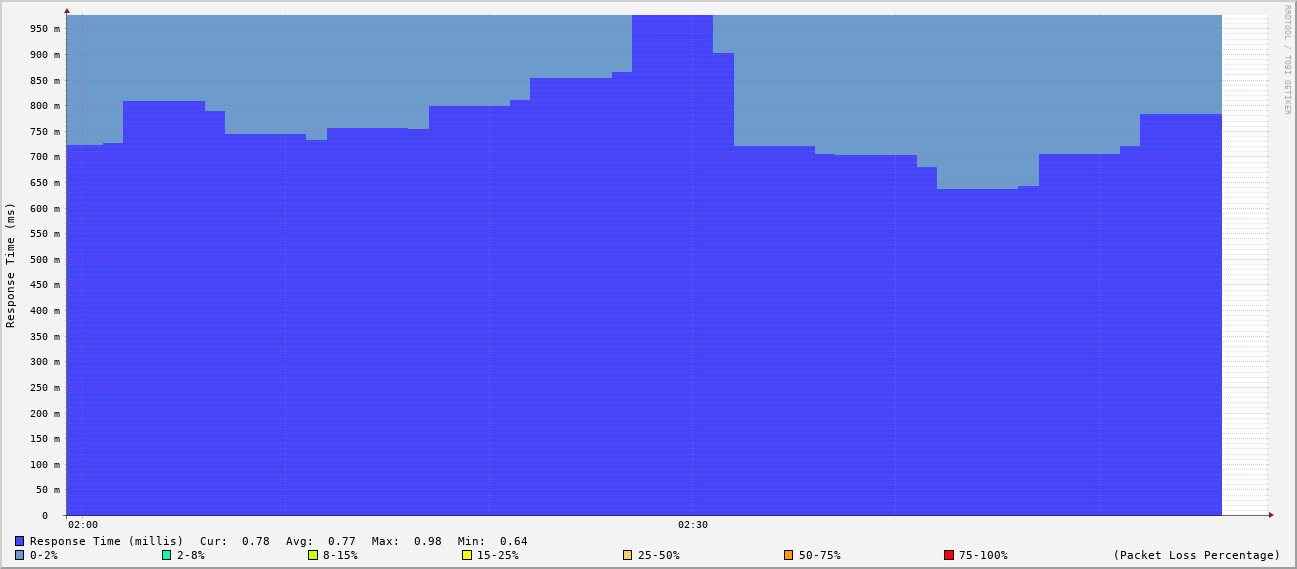 RRDTOOL / TOBI OETIKER
Response Time (ms)
950 m
900 m
850 m
800 m
750 m
700 m
650 m
600 m
550 m
500 m
450 m
400 m
350 m
300 m
250 m
200 m
150 m
100 m
50 m
0
02:00 02:30
Response Time (millis) Cur: 0.78 Avg: 0.77 Max: 0.98 Min: 0.64
0-2% 2-8% 8-15% 15-25% 25-50% 50-75% 75-100% (Packet Loss Percentage)